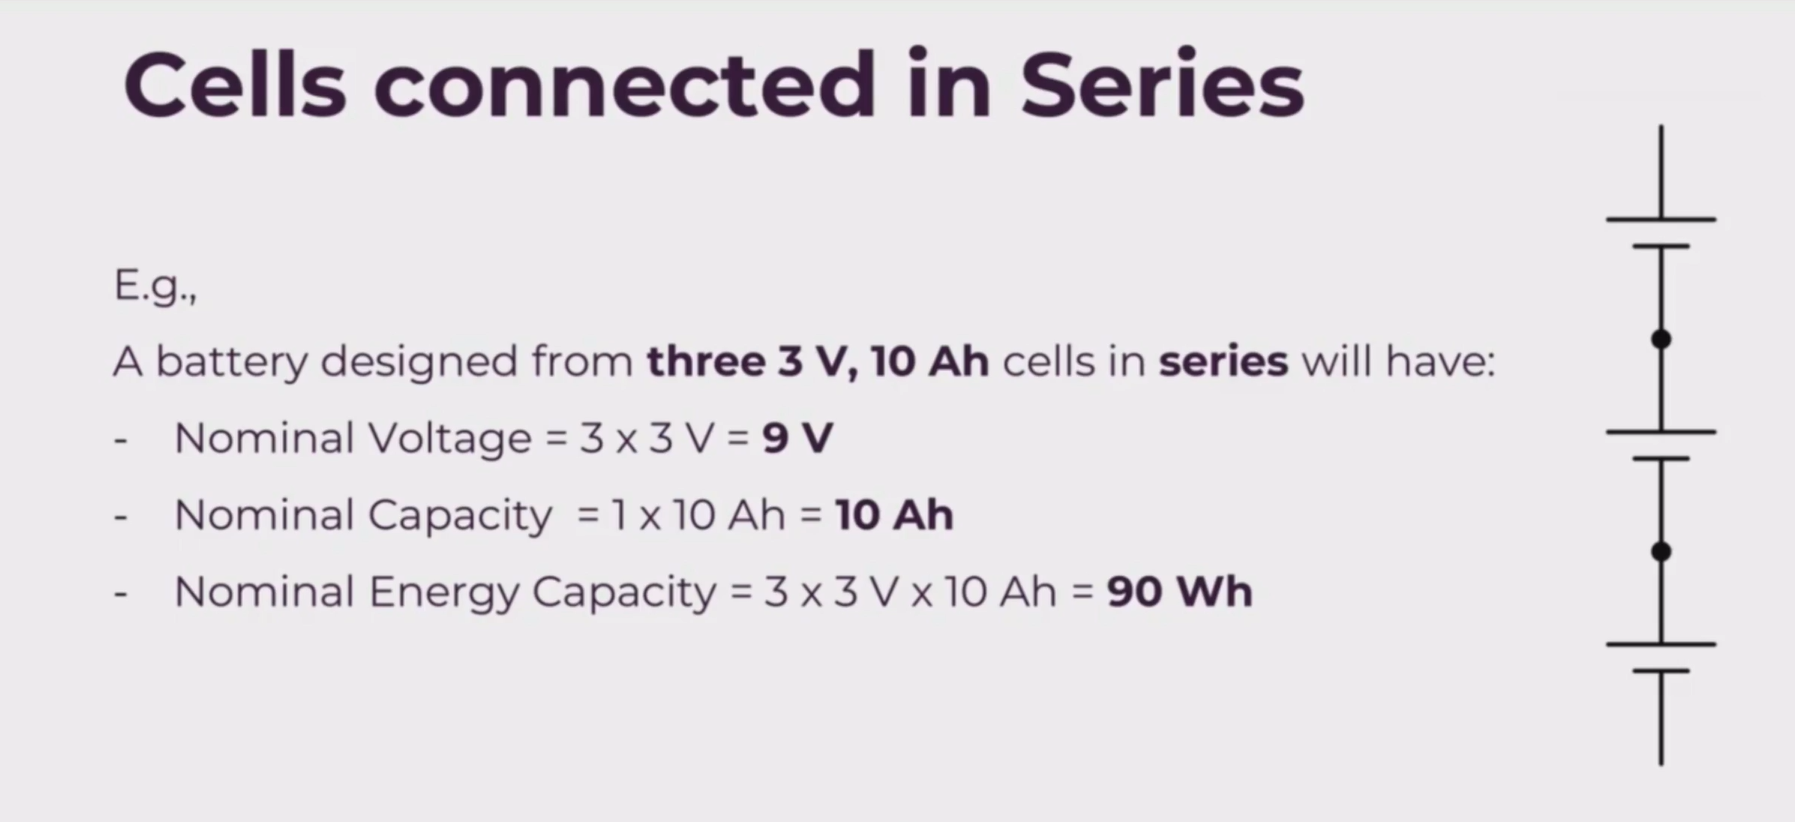 Cells connected in Series
E.g.,
A battery designed from three 3 V, 10 Ah cells in series will have:
- Nominal Voltage = 3 x 3 V = 9 V
- Nominal Capacity = 1 x 10 Ah = 10 Ah
- Nominal Energy Capacity = 3 x 3 V x 10 Ah = 90 Wh